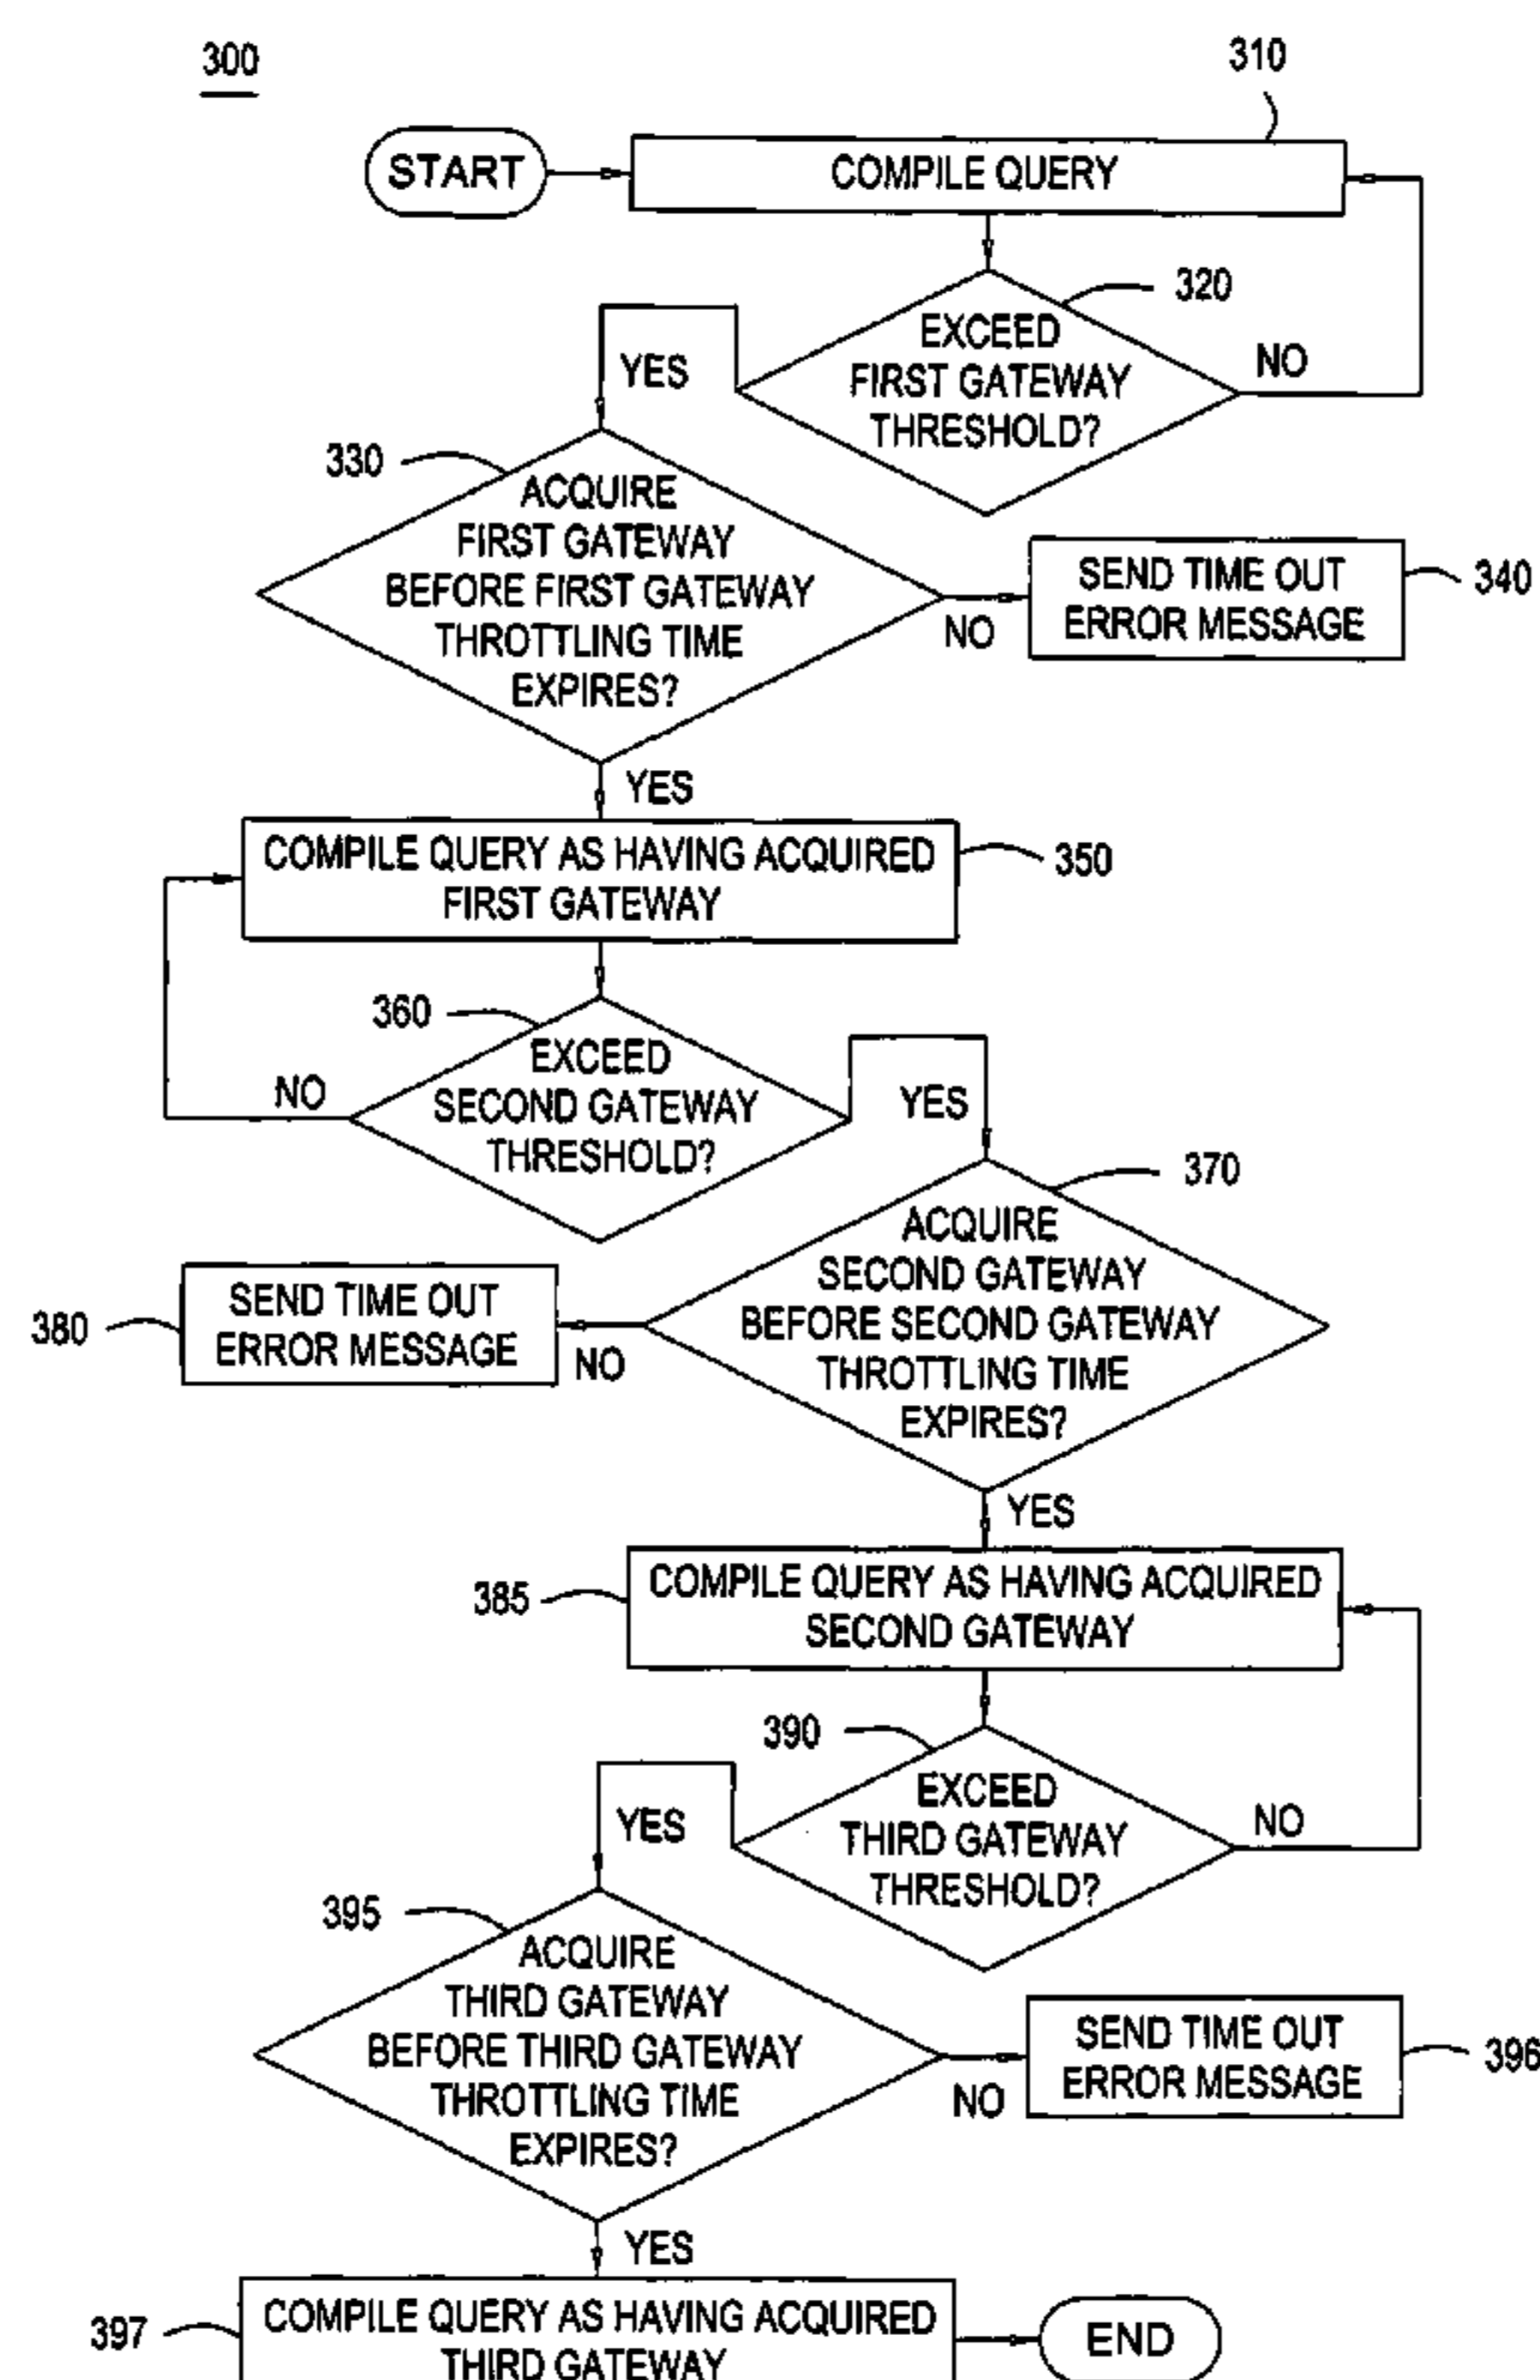 300
310
START
COMPILE QUERY
320
EXCEED
FIRST GATEWAY
THRESHOLD?
YES
NO
330
ACQUIRE
FIRST GATEWAY
BEFORE FIRST GATEWAY
THROTTLING TIME
EXPIRES?
NO
SEND TIME OUT
ERROR MESSAGE
340
YES
COMPILE QUERY AS HAVING ACQUIRED
FIRST GATEWAY
350
360
EXCEED
SECOND GATEWAY
THRESHOLD?
NO
YES
370
ACQUIRE
SECOND GATEWAY
BEFORE SECOND GATEWAY
THROTTLING TIME
EXPIRES?
380
SEND TIME OUT
ERROR MESSAGE
NO
YES
385
COMPILE QUERY AS HAVING ACQUIRED
SECOND GATEWAY
390
EXCEED
THIRD GATEWAY
THRESHOLD?
YES
NO
395
ACQUIRE
THIRD GATEWAY
BEFORE THIRD GATEWAY
THROTTLING TIME
EXPIRES?
NO
SEND TIME OUT
ERROR MESSAGE
396
YES
397
COMPILE QUERY AS HAVING ACQUIRED
THIRD GATEWAY
END